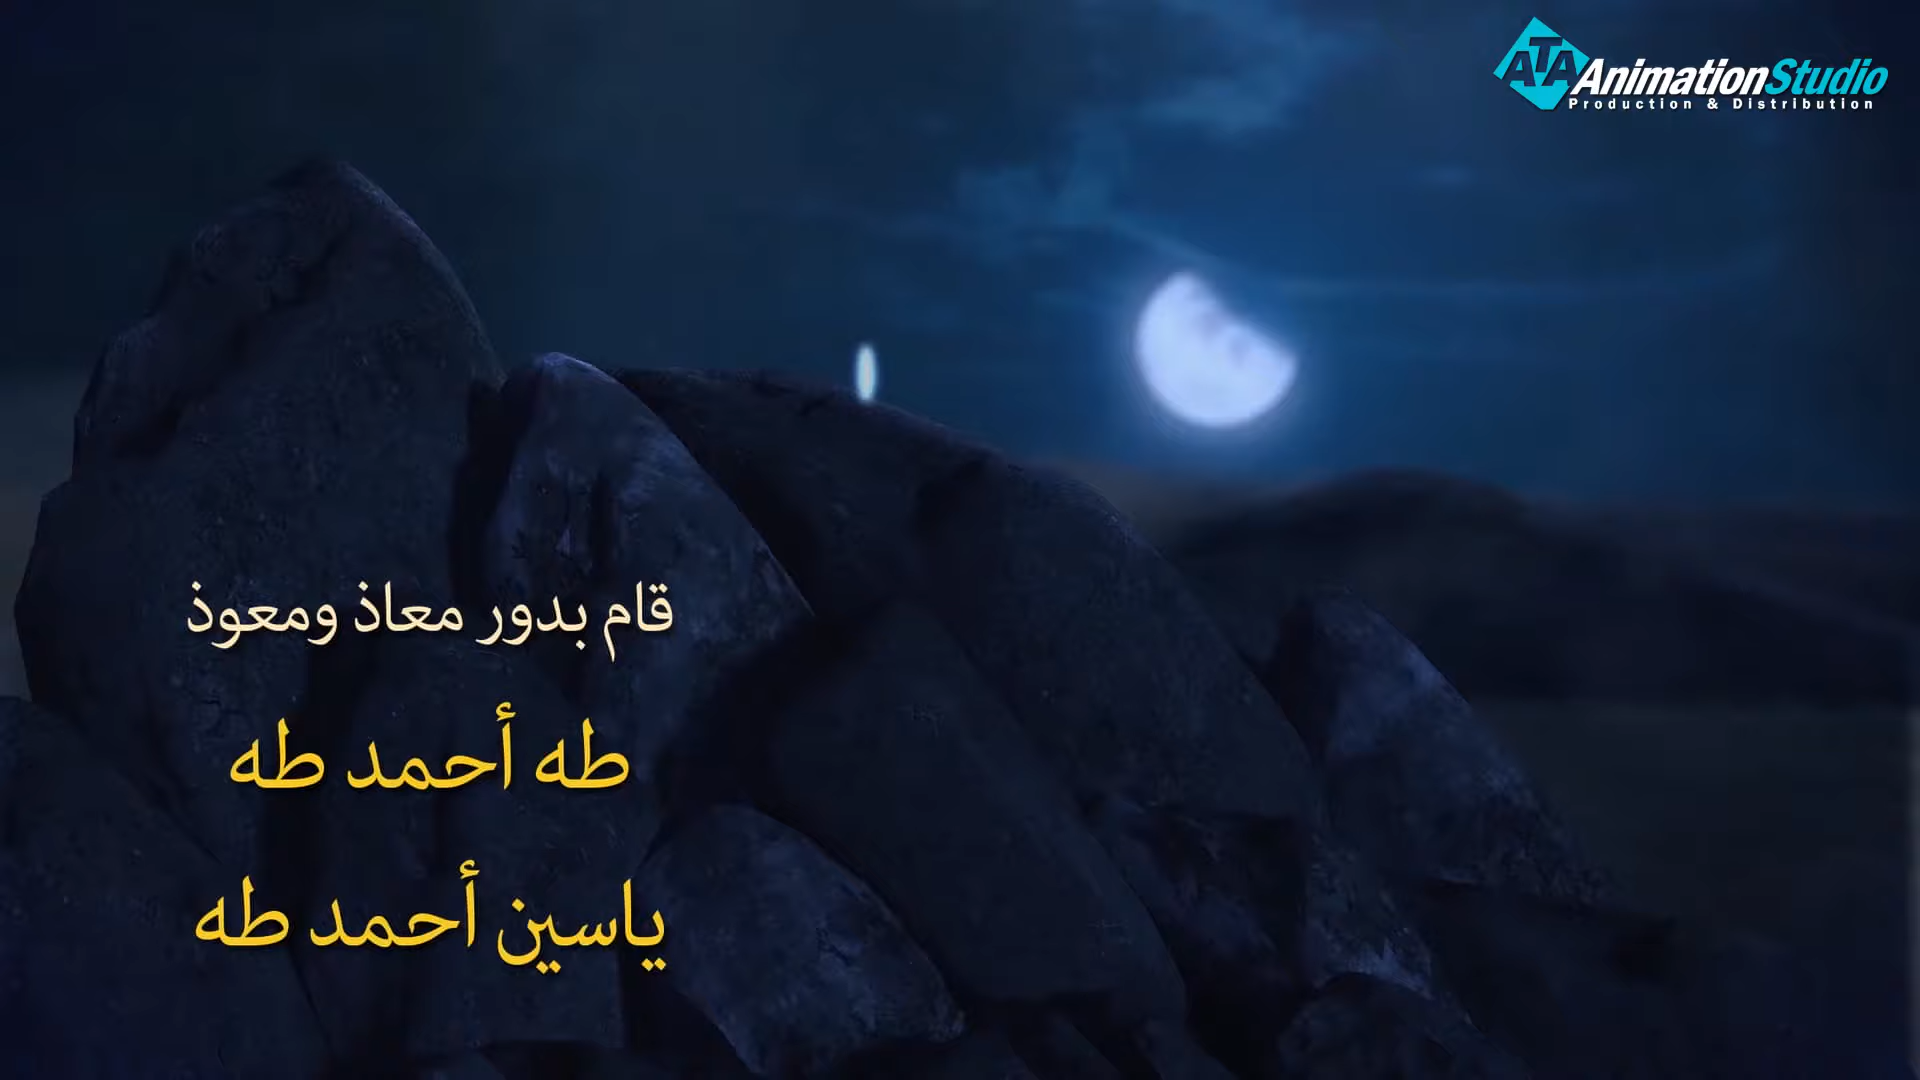 ATA AnimationStudio
Production & Distribution
قام بدور معاذ ومعوذ
طه أحمد طه
ياسين أحمد طه